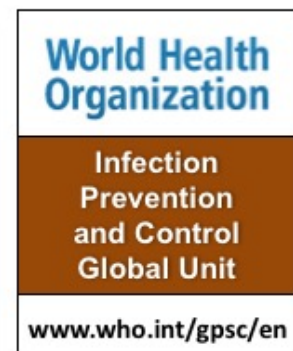 World Health
Organization
Infection
Prevention
and Control
Global Unit
www.who.int/gpsc/en